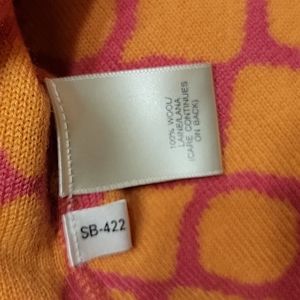 100% WOOL/
LAINE/LANA
(CARE CONTINUES
ON BACK)
SB-422